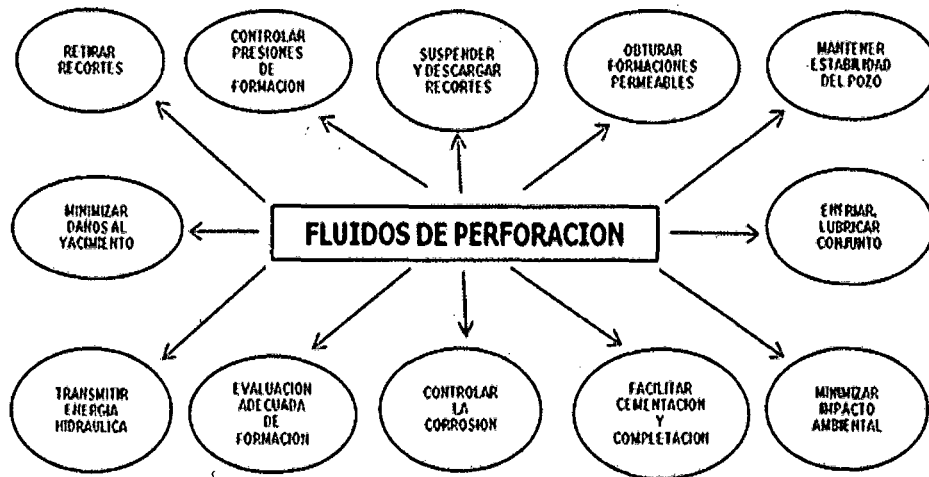 RETIRAR
RECORTES
CONTROLAR
PRESIONES
DE
FORMACION
SUSPENDER
Y DESCARGAR
RECORTES
OBTURAR
FORMACIONES
PERMEABLES
MANTENER
ESTABILIDAD
DEL POZO
MINIMIZAR
DAÑOS AL
YACIMIENTO
FLUIDOS DE PERFORACION
ENFRIAR,
LUBRICAR
CONJUNTO
TRANSMITIR
ENERGIA
HIDRAULICA
EVALUACION
ADECUADA
DE
FORMACION
CONTROLAR
LA
CORROSION
FACILITAR
CEMENTACION
Y
COMPLETACION
MINIMIZAR
IMPACTO
AMBIENTAL